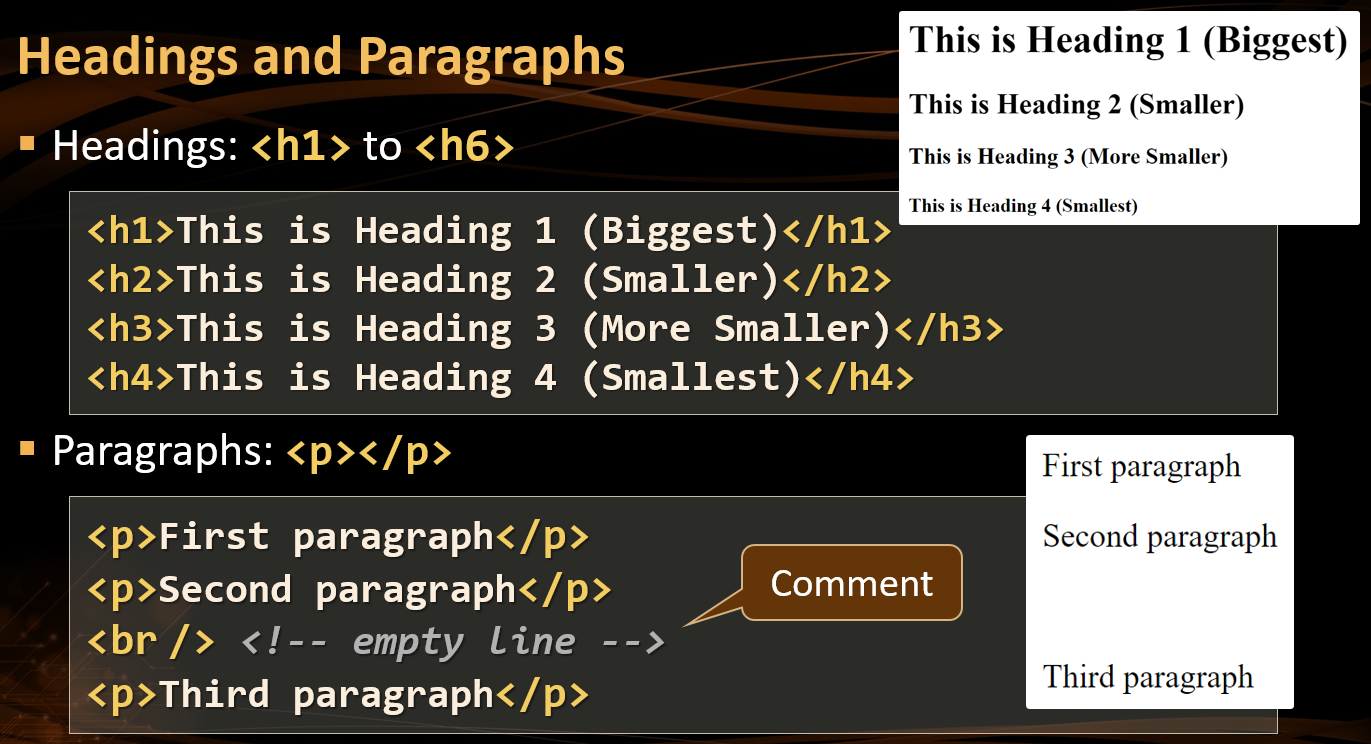 Headings and Paragraphs
This is Heading 1 (Biggest)
This is Heading 2 (Smaller)
This is Heading 3 (More Smaller)
This is Heading 4 (Smallest)
Headings: <h1> to <h6>
<h1>This is Heading 1 (Biggest)</h1>
<h2>This is Heading 2 (Smaller)</h2>
<h3>This is Heading 3 (More Smaller)</h3>
<h4>This is Heading 4 (Smallest)</h4>
Paragraphs: <p></p>
<p>First paragraph</p>
<p>Second paragraph</p>
<br/> <!-- empty line -->
<p>Third paragraph</p>
Comment
First paragraph
Second paragraph
Third paragraph